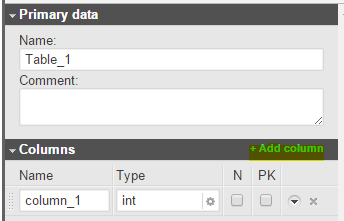 Primary data
Name:
Table_1
Comment:
Columns + Add column
Name Type N PK
column_1 int